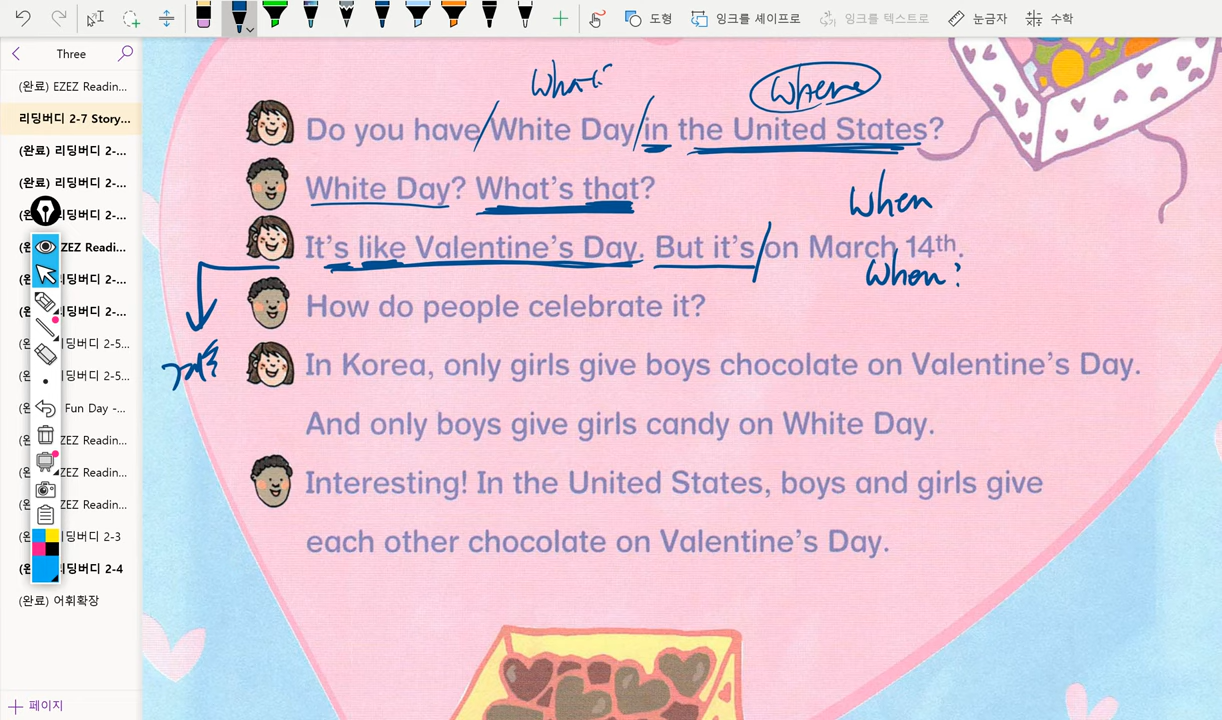 도형
잉크를 셰이프로
잉크를 텍스트로
눈금자
수학
Three
(완료) EZEZ Readin...
리딩버디 2-7 Story...
(완료) 리딩버디 2-...
(완료) 리딩버디 2-...
리딩버디 2-...
ZEZ Readi...
리딩버디 2-...
리딩버디 2-...
리딩버디 2-5...
리딩버디 2-5...
Fun Day -...
ZEZ Readin...
ZEZ Readin...
ZEZ Readin...
리딩버디 2-3
리딩버디 2-4
(완료) 어휘확장
페이지
what?
where
Do you have White Day in the United States?
White Day? What's that?
when
It's like Valentine's Day. But it's on March 14th.
when?
How do people celebrate it?
In Korea, only girls give boys chocolate on Valentine's Day.
And only boys give girls candy on White Day.
Interesting! In the United States, boys and girls give
each other chocolate on Valentine's Day.